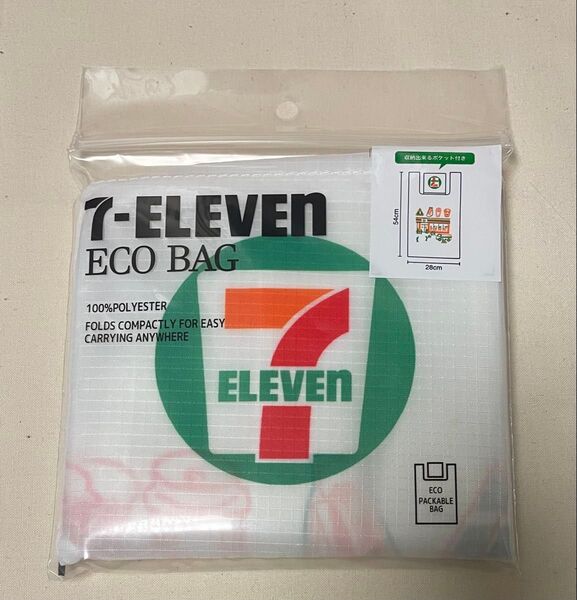 収納出来るポケット付き
54cm
28cm
7-ELEVEn
ECO BAG
100%POLYESTER
FOLDS COMPACTLY FOR EASY
CARRYING ANYWHERE
7
ELEVEn
ECO
PACKABLE
BAG